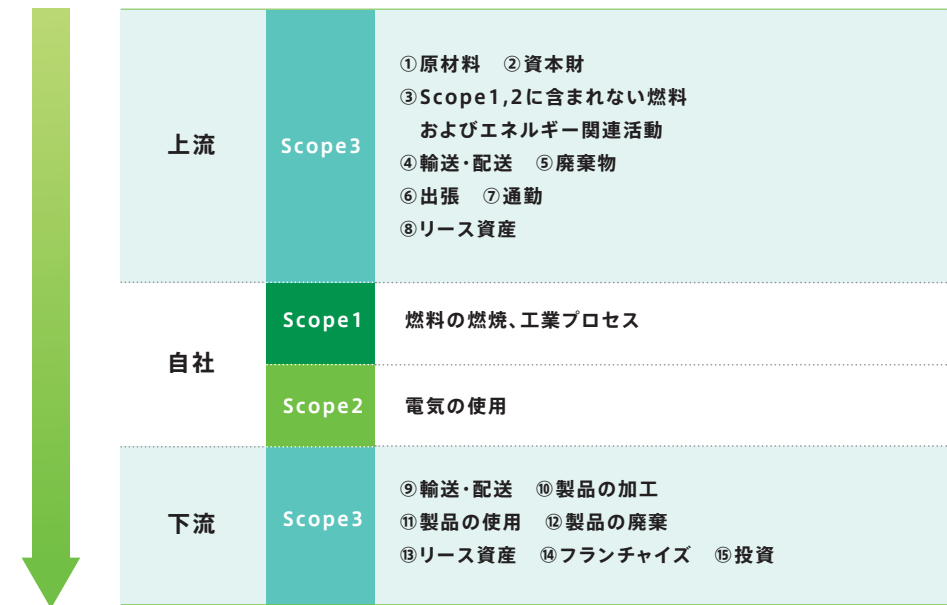 上流
Scope3
①原材料　②資本財
③Scope1,2に含まれない燃料
およびエネルギー関連活動
④輸送・配送　⑤廃棄物
⑥出張　⑦通勤
⑧リース資産
自社
Scope1
燃料の燃焼、工業プロセス
Scope2
電気の使用
下流
Scope3
⑨輸送・配送　⑩製品の加工
⑪製品の使用　⑫製品の廃棄
⑬リース資産　⑭フランチャイズ　⑮投資